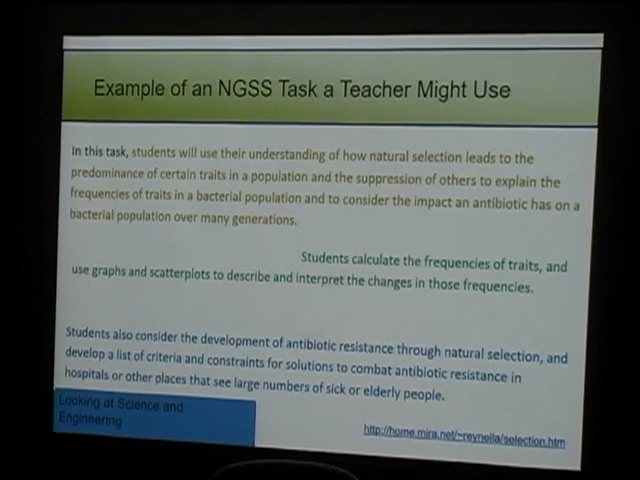 Example of an NGSS Task a Teacher Might Use
In this task, students will use their understanding of how natural selection leads to the
predominance of certain traits in a population and the suppression of others to explain the
frequencies of traits in a bacterial population and to consider the impact an antibiotic has on a
bacterial population over many generations.
Students calculate the frequencies of traits, and
use graphs and scatterplots to describe and interpret the changes in those frequencies.
Students also consider the development of antibiotic resistance through natural selection, and
develop a list of criteria and constraints for solutions to combat antibiotic resistance in
hospitals or other places that see large numbers of sick or elderly people.
Looking at Science and
Engineering
http://home.mira.net/~reynella/selection.htm